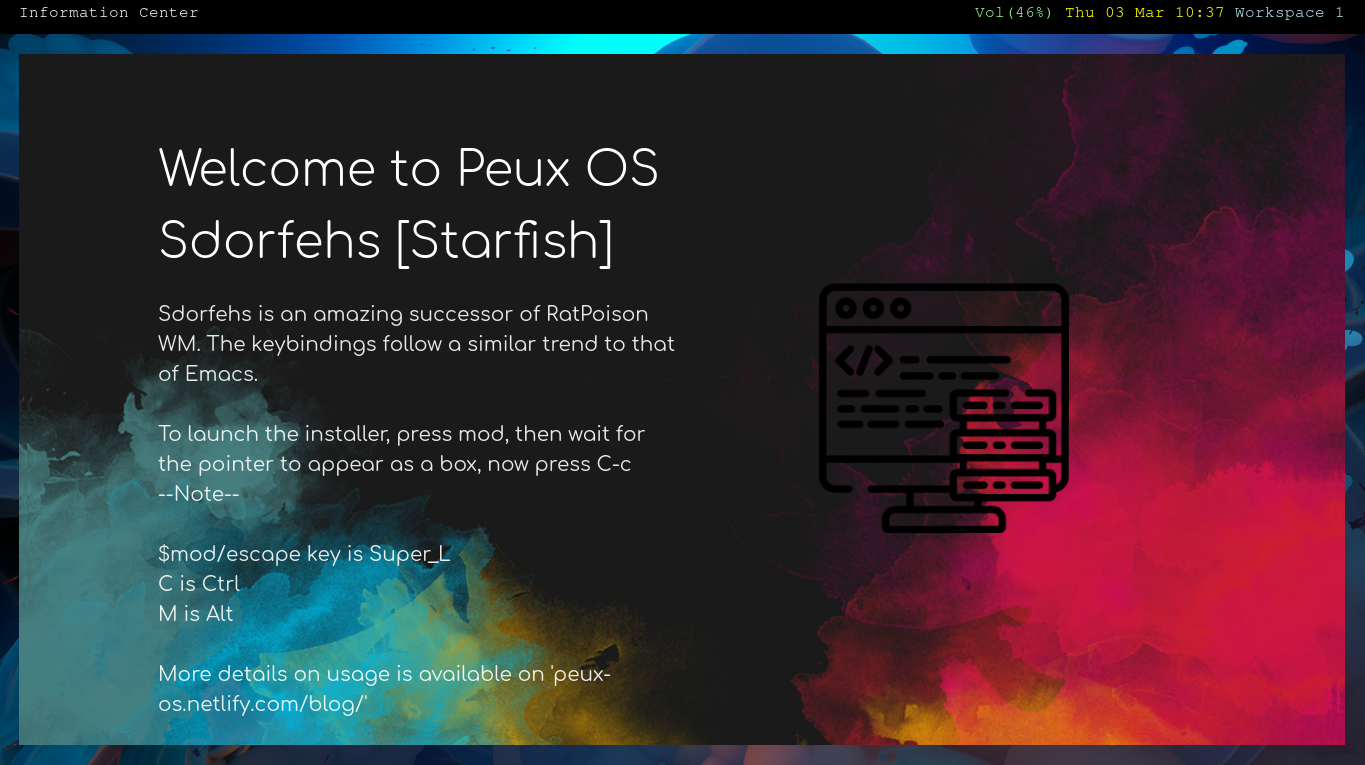 Information Center
Vol(46%) Thu 03 Mar 10:37 Workspace 1
Welcome to Peux OS
Sdorfehs [Starfish]
Sdorfehs is an amazing successor of RatPoison
WM. The keybindings follow a similar trend to that
of Emacs.
To launch the installer, press mod, then wait for
the pointer to appear as a box, now press C-c
--Note--
$mod/escape key is Super_L
C is Ctrl
M is Alt
More details on usage is available on 'peux-
os.netlify.com/blog/'